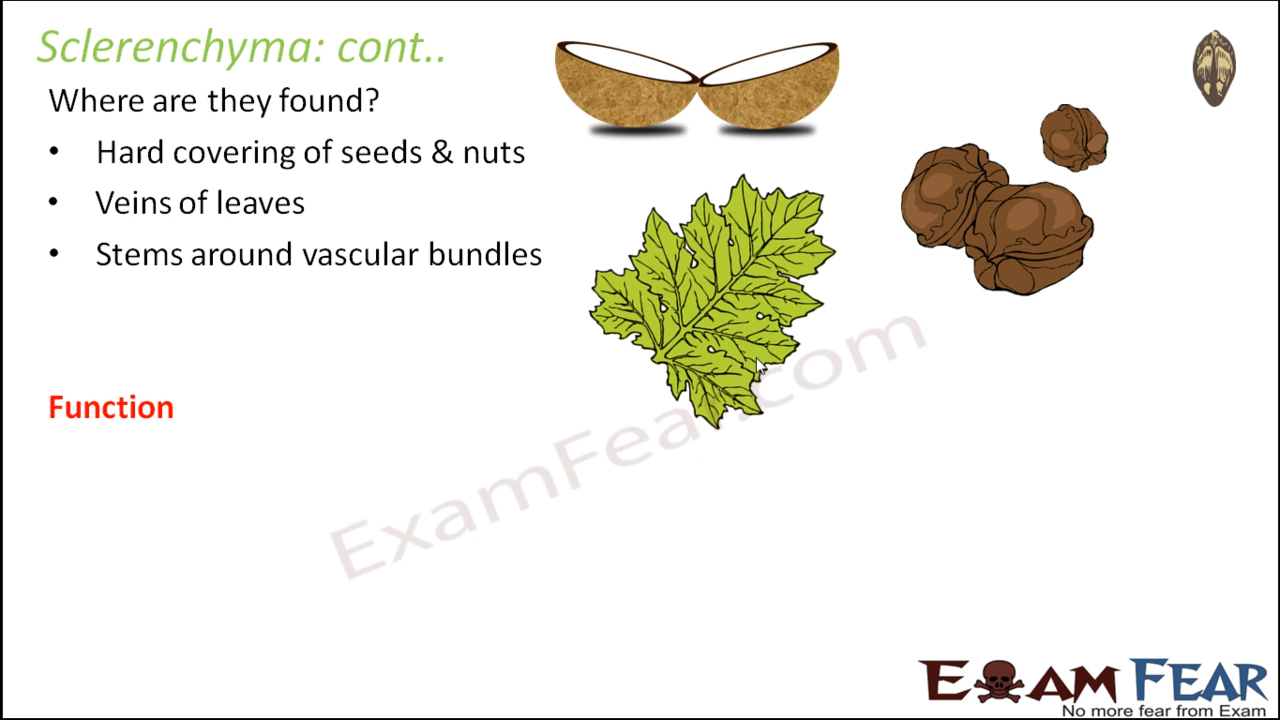 Sclerenchyma: cont..
Where are they found?
• Hard covering of seeds & nuts
• Veins of leaves
• Stems around vascular bundles
Function
ExamFear.com
EXAM FEAR
No more fear from Exam